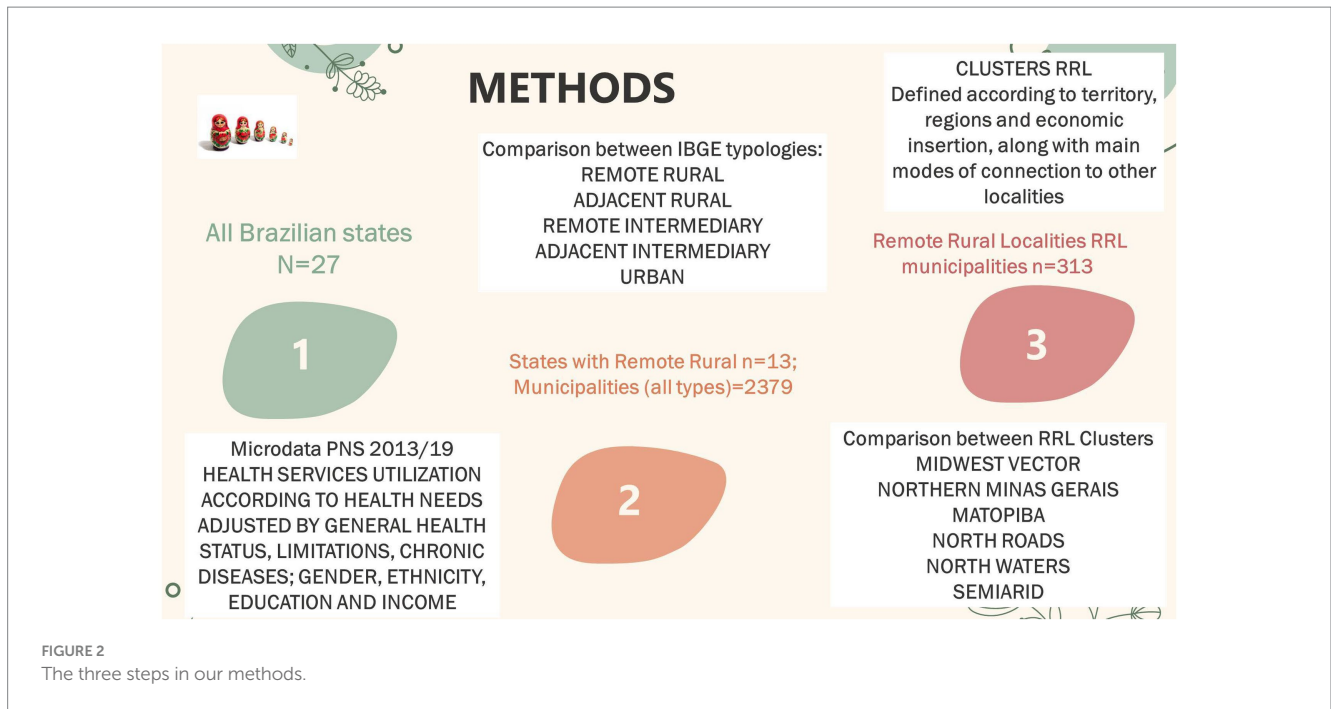 METHODS
All Brazilian states
N=27
1
Microdata PNS 2013/19
HEALTH SERVICES UTILIZATION
ACCORDING TO HEALTH NEEDS
ADJUSTED BY GENERAL HEALTH
STATUS, LIMITATIONS, CHRONIC
DISEASES; GENDER, ETHNICITY,
EDUCATION AND INCOME
Comparison between IBGE typologies:
REMOTE RURAL
ADJACENT RURAL
REMOTE INTERMEDIARY
ADJACENT INTERMEDIARY
URBAN
States with Remote Rural n=13;
Municipalities (all types)=2379
2
CLUSTERS RRL
Defined according to territory,
regions and economic
insertion, along with main
modes of connection to other
localities
Remote Rural Localities RRL
municipalities n=313
3
Comparison between RRL Clusters
MIDWEST VECTOR
NORTHERN MINAS GERAIS
MATOPIBA
NORTH ROADS
NORTH WATERS
SEMIARID
FIGURE 2
The three steps in our methods.